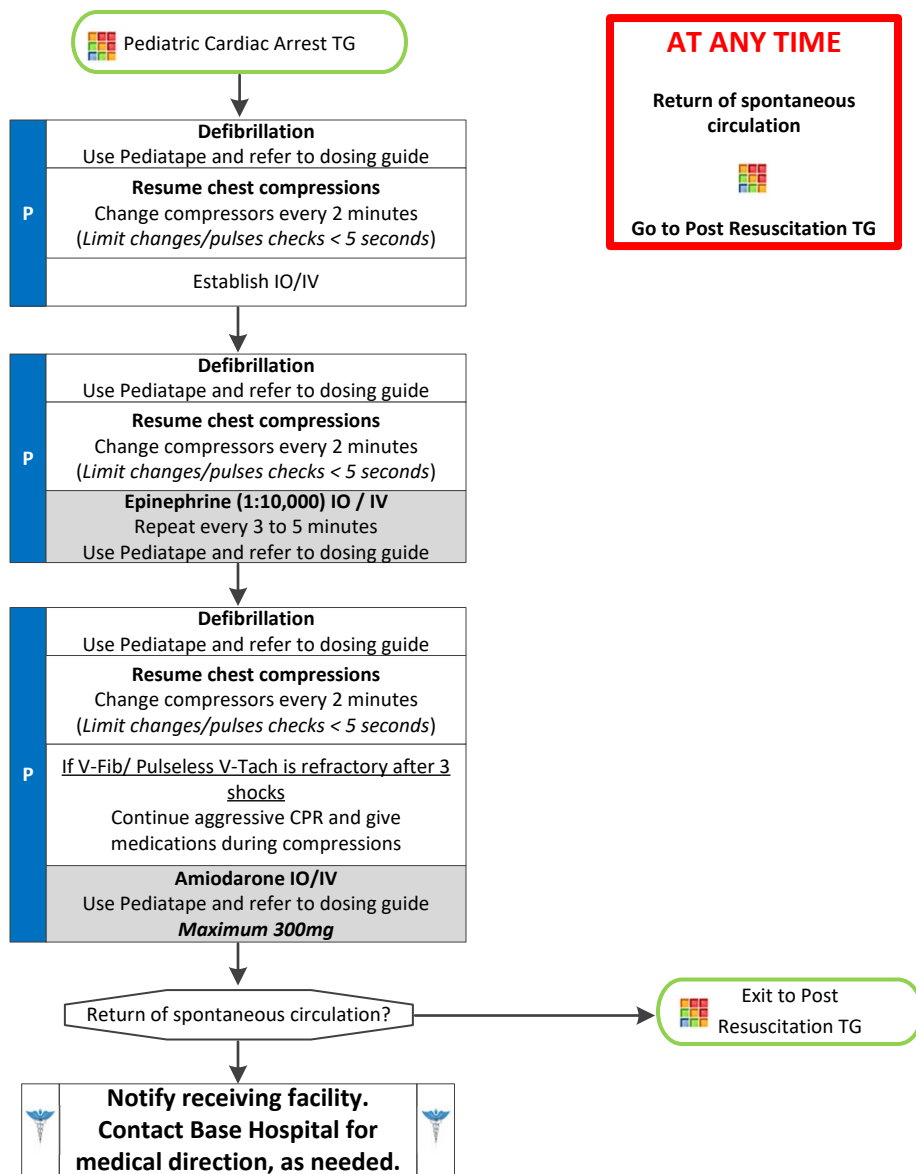 Pediatric Cardiac Arrest TG
AT ANY TIME
Return of spontaneous
circulation
Go to Post Resuscitation TG
P
Defibrillation
Use Pediatape and refer to dosing guide
Resume chest compressions
Change compressors every 2 minutes
(Limit changes/pulses checks < 5 seconds)
Establish IO/IV
P
Defibrillation
Use Pediatape and refer to dosing guide
Resume chest compressions
Change compressors every 2 minutes
(Limit changes/pulses checks < 5 seconds)
Epinephrine (1:10,000) IO / IV
Repeat every 3 to 5 minutes
Use Pediatape and refer to dosing guide
P
Defibrillation
Use Pediatape and refer to dosing guide
Resume chest compressions
Change compressors every 2 minutes
(Limit changes/pulses checks < 5 seconds)
If V-Fib/ Pulseless V-Tach is refractory after 3
shocks
Continue aggressive CPR and give
medications during compressions
Amiodarone IO/IV
Use Pediatape and refer to dosing guide
Maximum 300mg
Return of spontaneous circulation?
Exit to Post
Resuscitation TG
Notify receiving facility.
Contact Base Hospital for
medical direction, as needed.